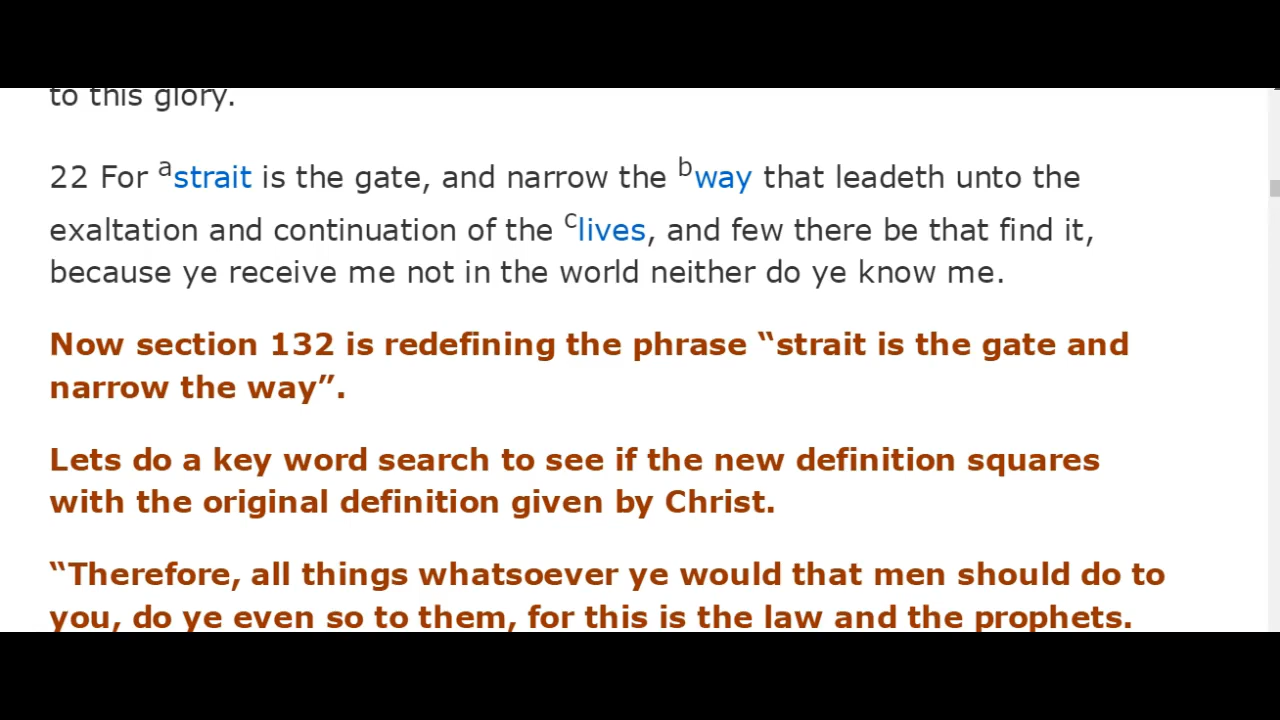 to this glory.
22 For a strait is the gate, and narrow the b way that leadeth unto the
exaltation and continuation of the c lives, and few there be that find it,
because ye receive me not in the world neither do ye know me.
Now section 132 is redefining the phrase “strait is the gate and
narrow the way”.
Lets do a key word search to see if the new definition squares
with the original definition given by Christ.
“Therefore, all things whatsoever ye would that men should do to
you, do ye even so to them, for this is the law and the prophets.